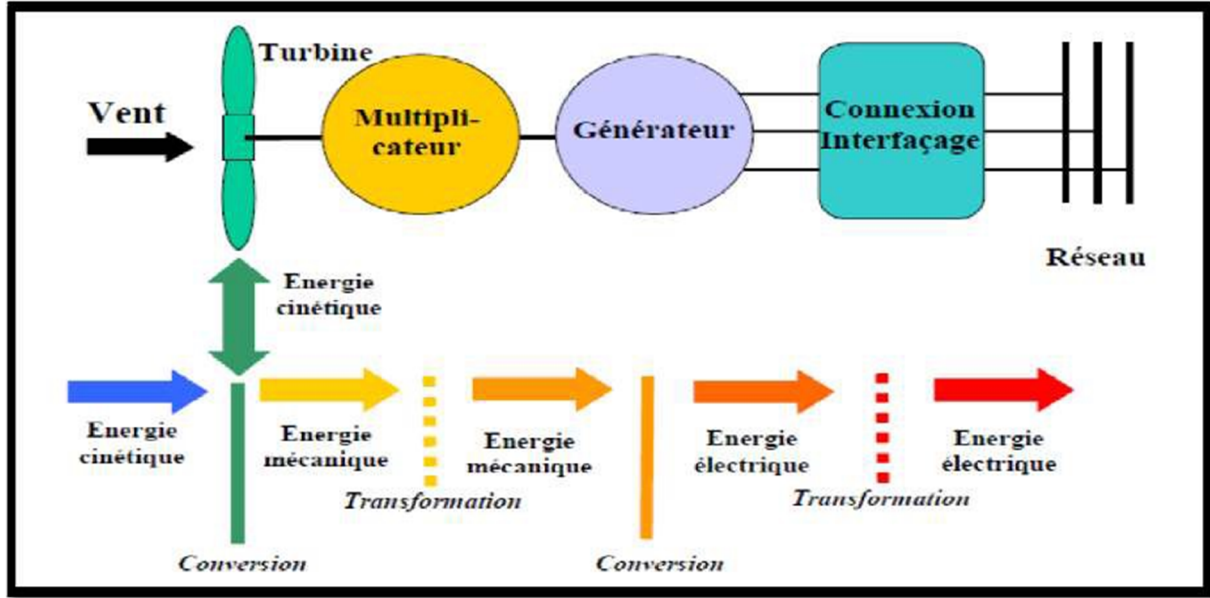 Turbine
Vent
Multipli-
cateur
Générateur
Connexion
Interfaçage
Réseau
Energie
cinétique
Energie
cinétique
Energie
mécanique
Energie
mécanique
Energie
électrique
Energie
électrique
Transformation
Transformation
Conversion
Conversion